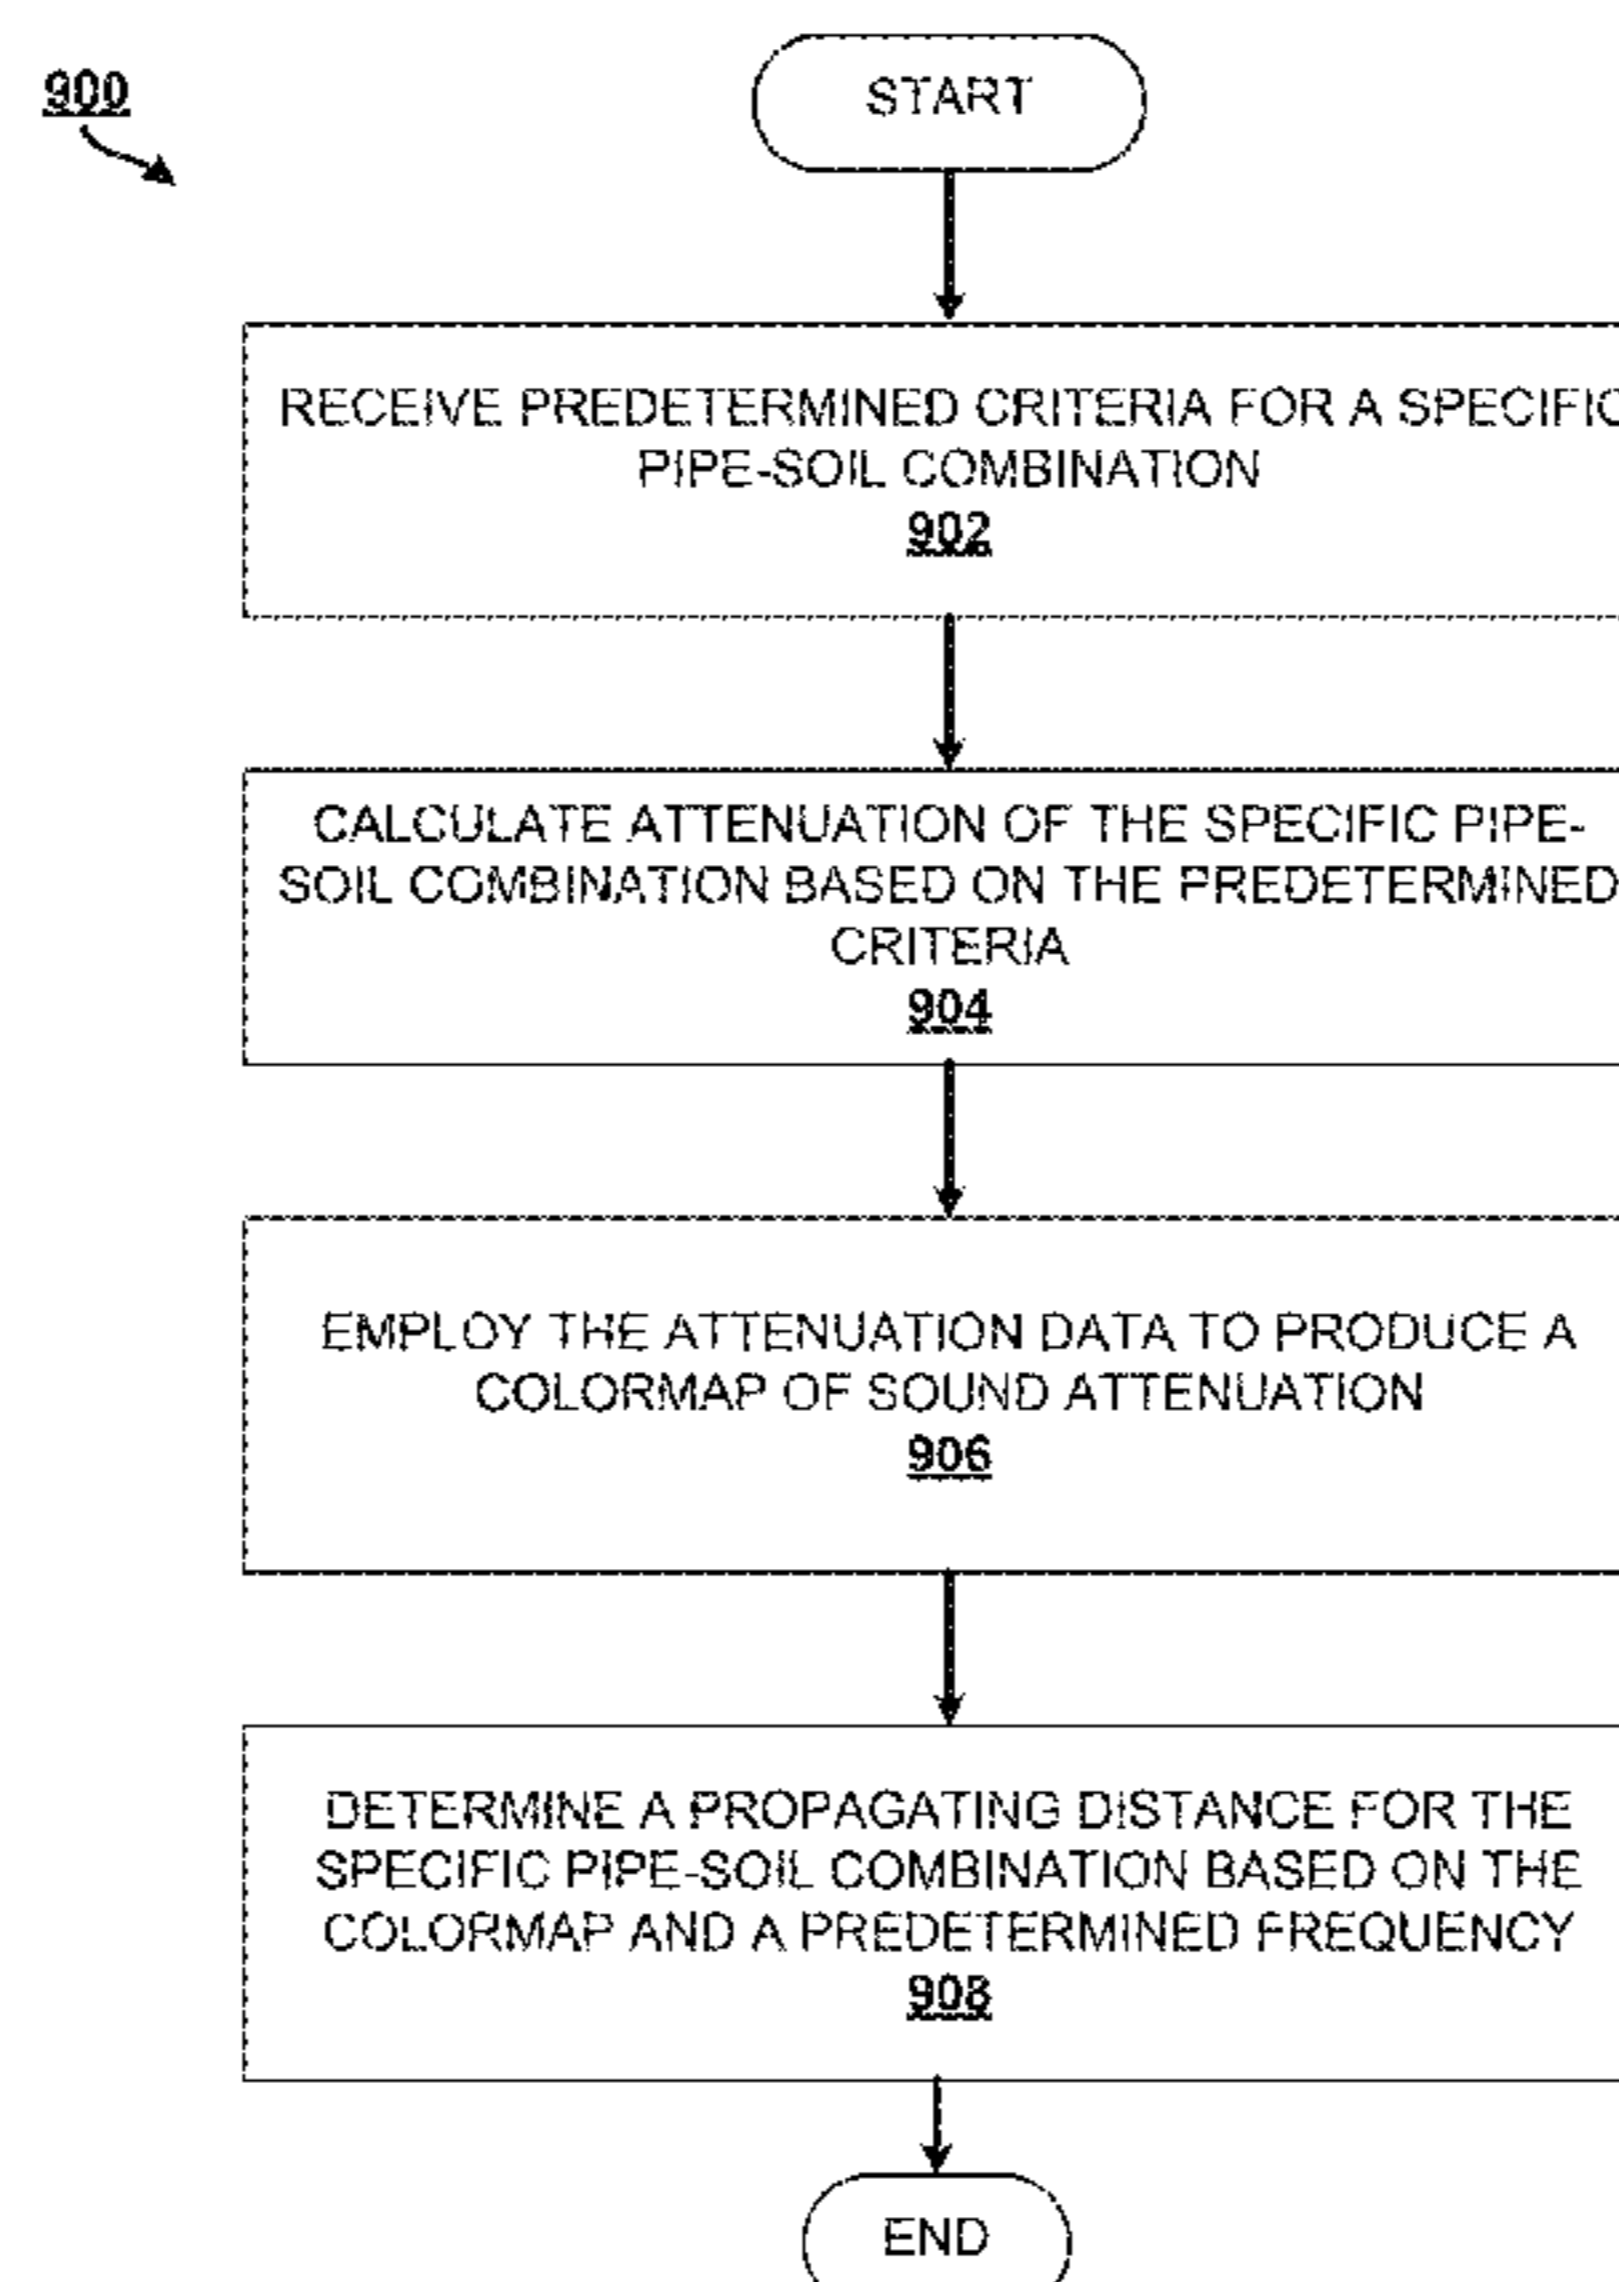 900
START
RECEIVE PREDETERMINED CRITERIA FOR A SPECIFIC
PIPE-SOIL COMBINATION
902
CALCULATE ATTENUATION OF THE SPECIFIC PIPE-
SOIL COMBINATION BASED ON THE PREDETERMINED
CRITERIA
904
EMPLOY THE ATTENUATION DATA TO PRODUCE A
COLORMAP OF SOUND ATTENUATION
906
DETERMINE A PROPAGATING DISTANCE FOR THE
SPECIFIC PIPE-SOIL COMBINATION BASED ON THE
COLORMAP AND A PREDETERMINED FREQUENCY
908
END